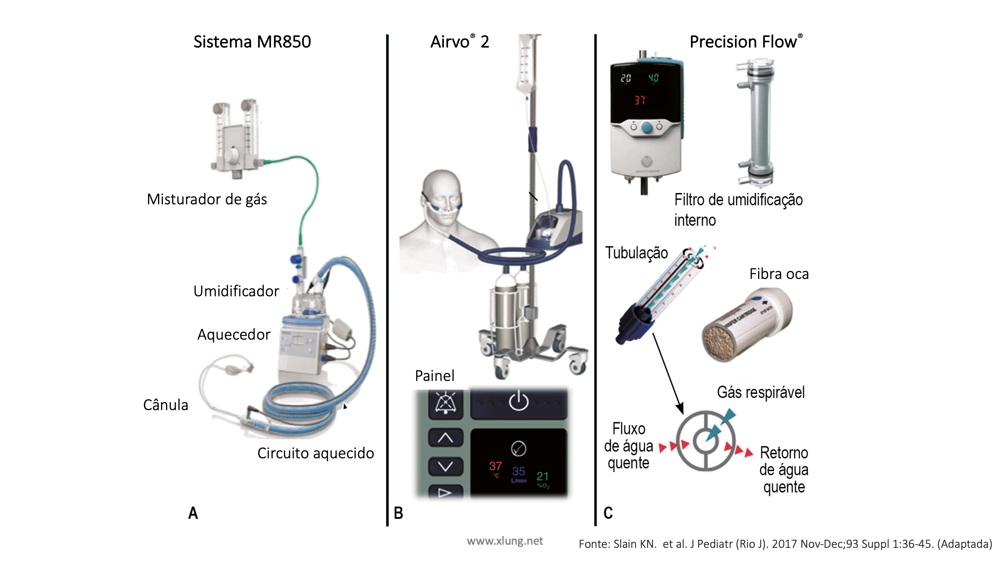 Sistema MR850
Misturador de gás
Umidificador
Aquecedor
Cânula
Circuito aquecido
A
Airvo® 2
Painel
37
°C
35
L/min
21
%O₂
B
Precision Flow®
20
40
37
VAPOTHERM®
Filtro de umidificação
interno
Tubulação
Fibra oca
CARTRIDGE
Gás respirável
Fluxo
de água
quente
Retorno
de água
quente
C
www.xlung.net
Fonte: Slain KN. et al. J Pediatr (Rio J). 2017 Nov-Dec;93 Suppl 1:36-45. (Adaptada)